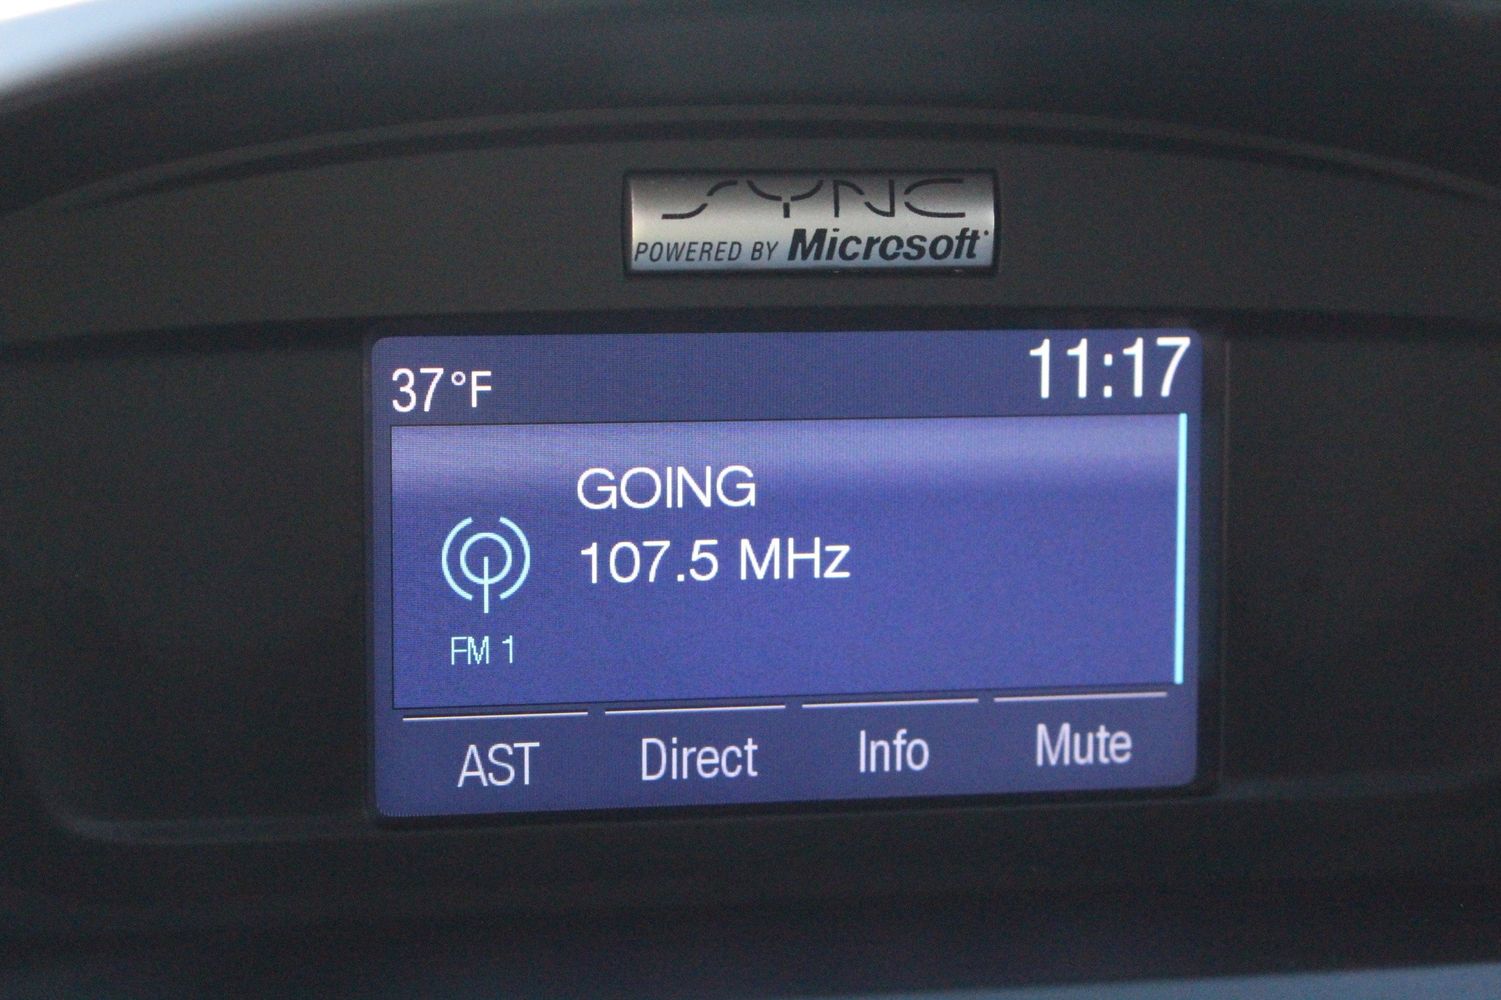 SYNC
POWERED BY Microsoft
37°F 11:17
GOING
107.5 MHz
FM 1
AST Direct Info Mute